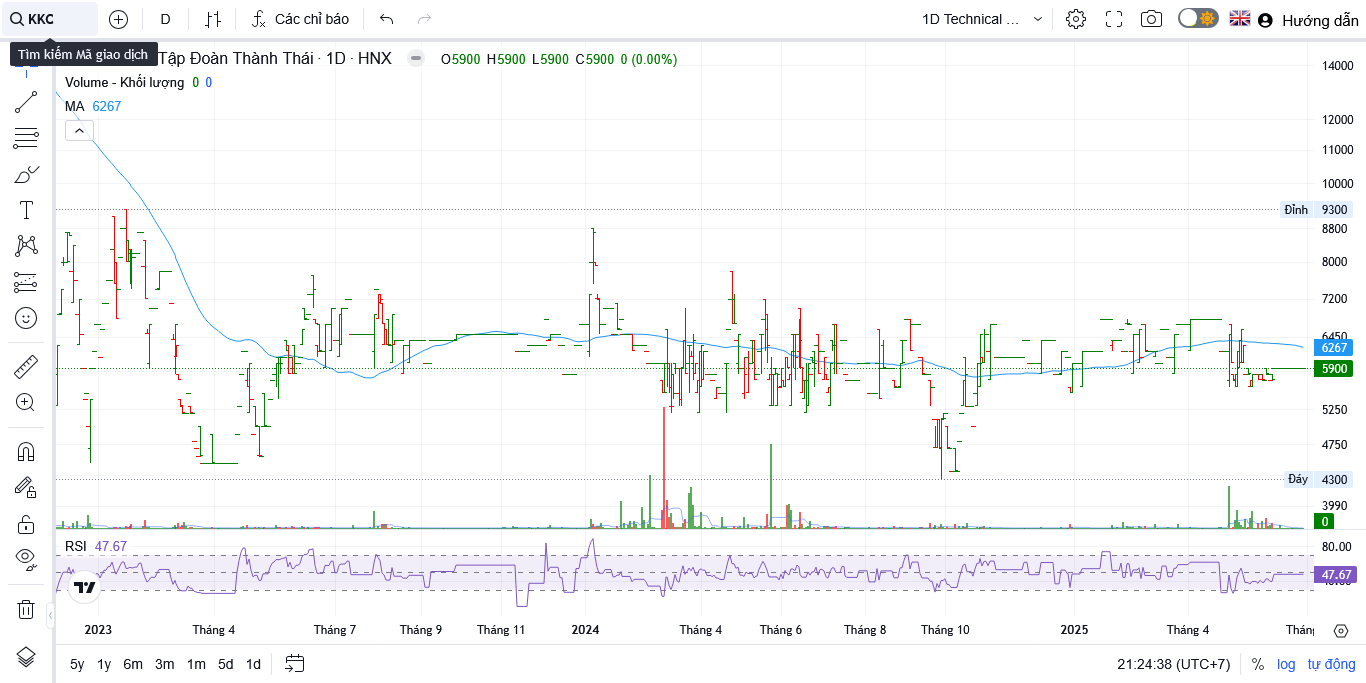 KKC
D
Các chỉ báo
1D Technical ...
Hướng dẫn
Tìm kiếm Mã giao dịch
Tập Đoàn Thành Thái · 1D · HNX
O5900 H5900 L5900 C5900 0 (0.00%)
Volume - Khối lượng 0 0
MA 6267
14000
12000
11000
10000
Đỉnh 9300
8800
8000
7200
6450
6267
5900
5250
4750
Đáy 4300
3990
0
RSI 47.67
80.00
47.67
2023
Tháng 4
Tháng 7
Tháng 9
Tháng 11
2024
Tháng 4
Tháng 6
Tháng 8
Tháng 10
2025
Tháng 4
5y 1y 6m 3m 1m 5d 1d
21:24:38 (UTC+7)
% log tự động